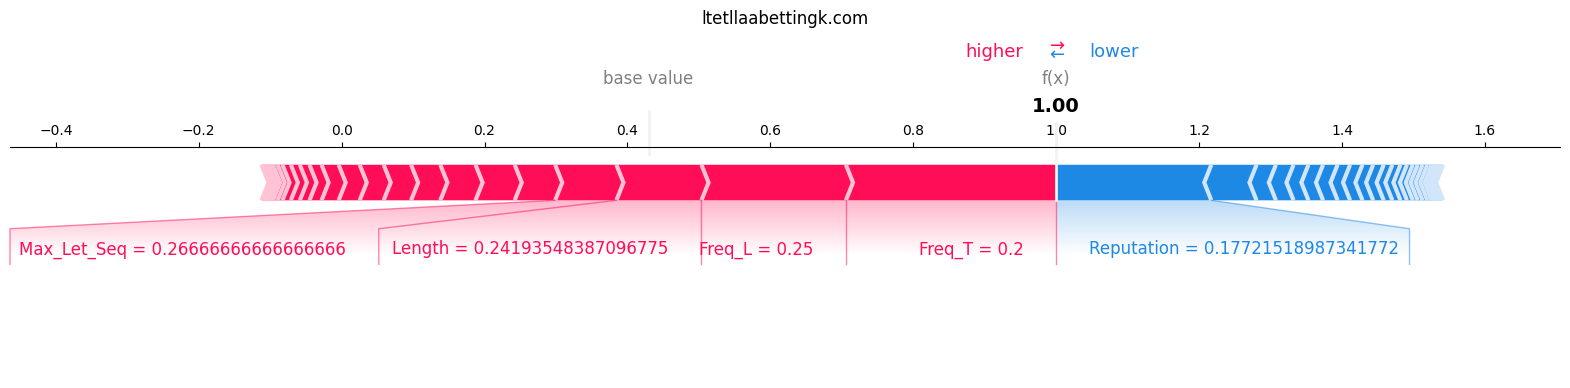 ltetllaabettingk.com
higher ⇄ lower
base value f(x)
1.00
−0.4 −0.2 0.0 0.2 0.4 0.6 0.8 1 0 1.2 1.4 1.6
Max_Let_Seq = 0.26666666666666666 Length = 0.24193548387096775 Freq_L = 0.25 Freq_T = 0.2 Reputation = 0.17721518987341772